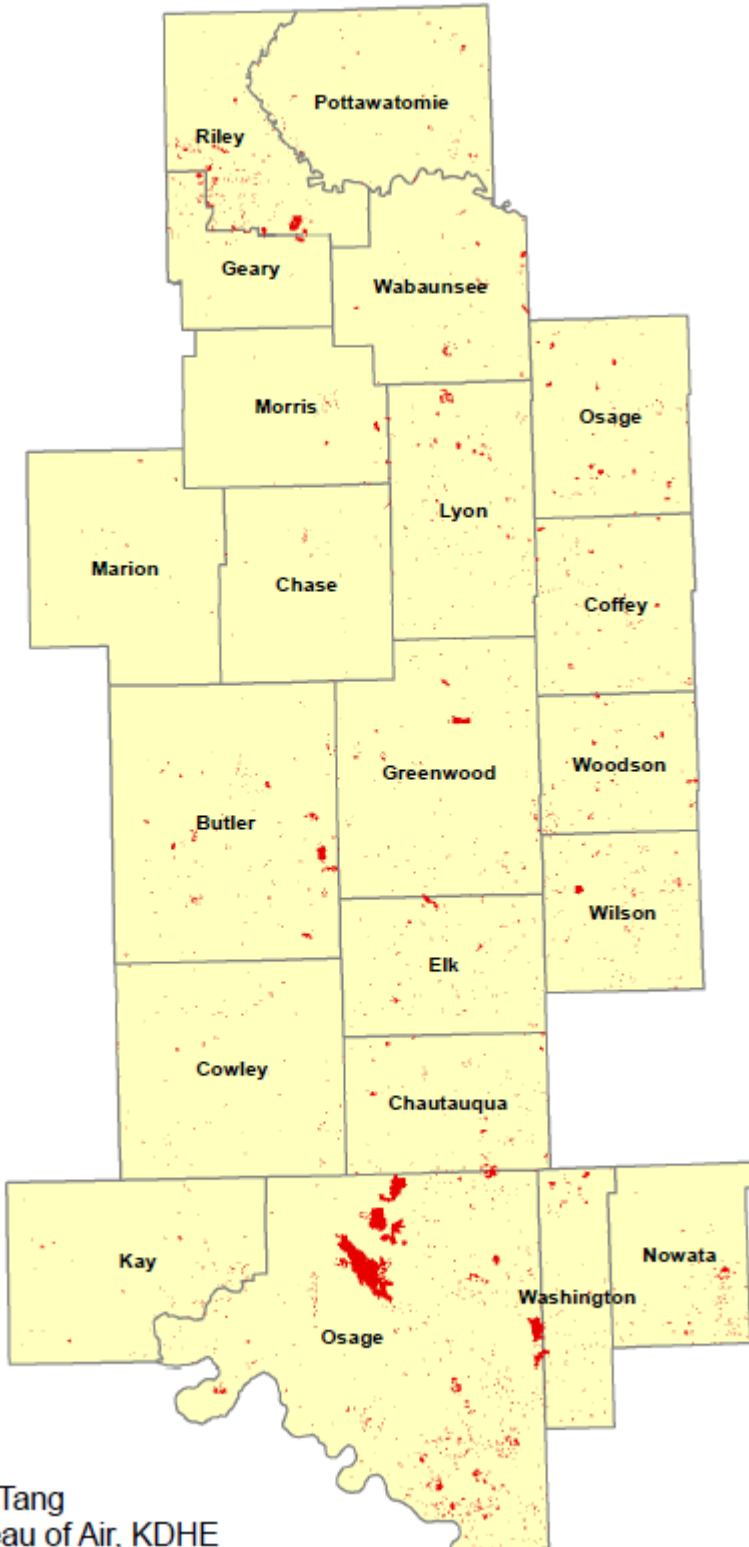 Pottawatomie
Riley
Geary
Wabaunsee
Morris
Osage
Lyon
Marion
Chase
Coffey
Greenwood
Woodson
Butler
Wilson
Elk
Cowley
Chautauqua
Kay
Nowata
Washington
Osage
Tang
eau of Air, KDHE